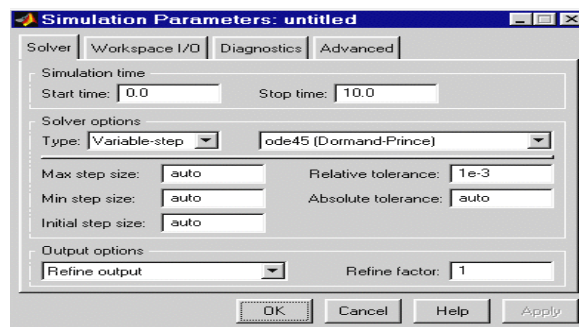 Simulation Parameters: untitled
Solver Workspace I/O Diagnostics Advanced
Simulation time
Start time: 0.0 Stop time: 10.0
Solver options
Type: Variable-step ode45 (Dormand-Prince)
Max step size: auto Relative tolerance: 1e-3
Min step size: auto Absolute tolerance: auto
Initial step size: auto
Output options
Refine output Refine factor: 1
OK Cancel Help Apply